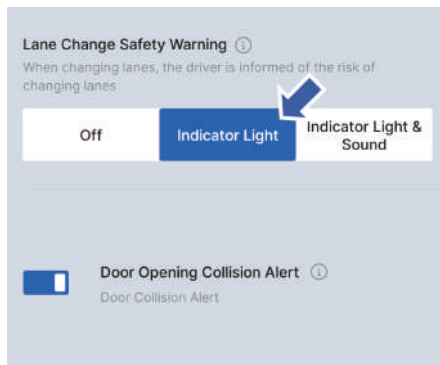 Lane Change Safety Warning
When changing lanes, the driver is informed of the risk of
changing lanes
Off
Indicator Light
Indicator Light &
Sound
Door Opening Collision Alert
Door Collision Alert